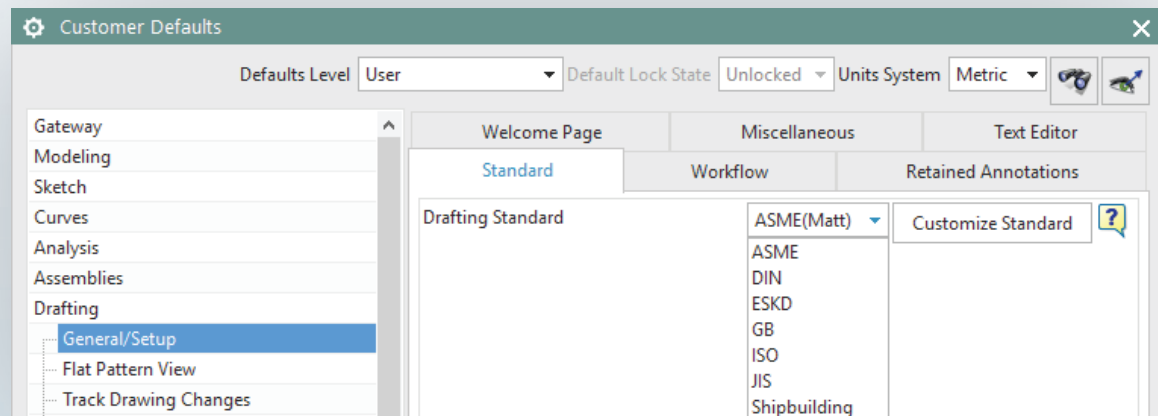 Customer Defaults
Defaults Level User Default Lock State Unlocked Units System Metric
Gateway
Modeling
Sketch
Curves
Analysis
Assemblies
Drafting
General/Setup
Flat Pattern View
Track Drawing Changes
Welcome Page Miscellaneous Text Editor
Standard Workflow Retained Annotations
Drafting Standard ASME(Matt) Customize Standard ?
ASME
DIN
ESKD
GB
ISO
JIS
Shipbuilding